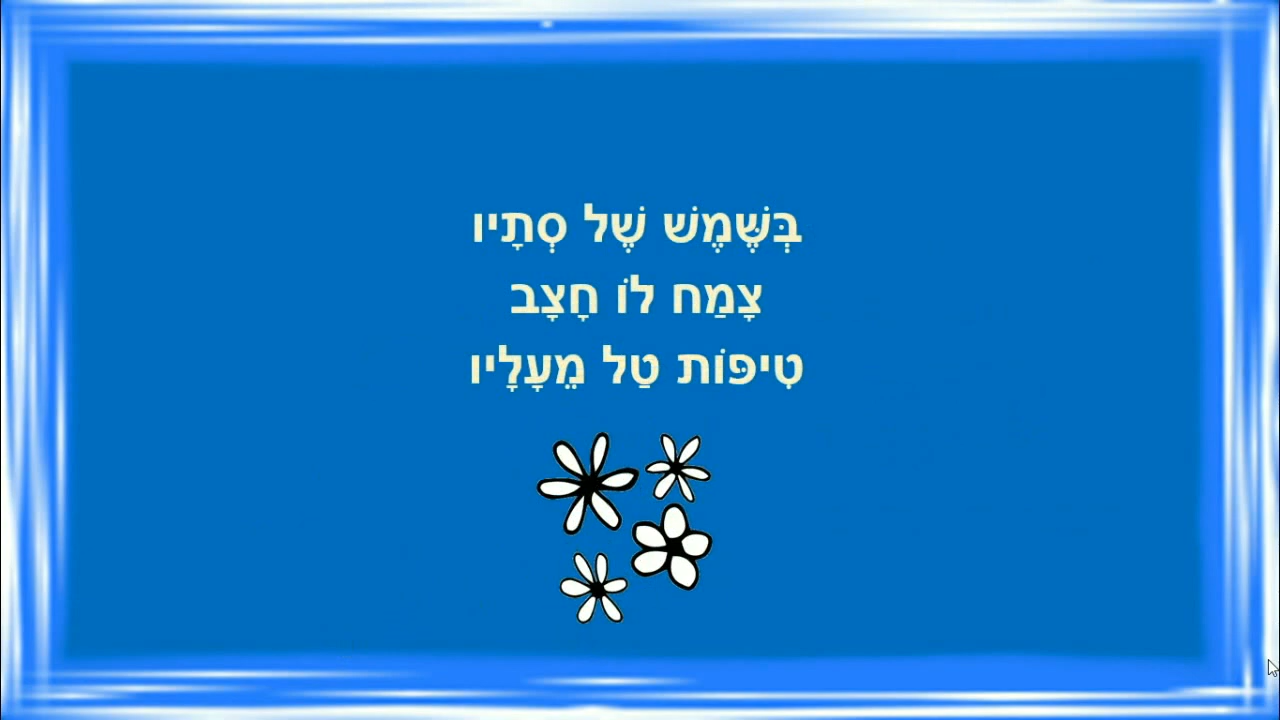 בְּשֶּׁמֶשׁ שֶׁל סְתָיו
צָמַח לוֹ חָצָב
טִיפּוֹת טַל מֵעָלָיו